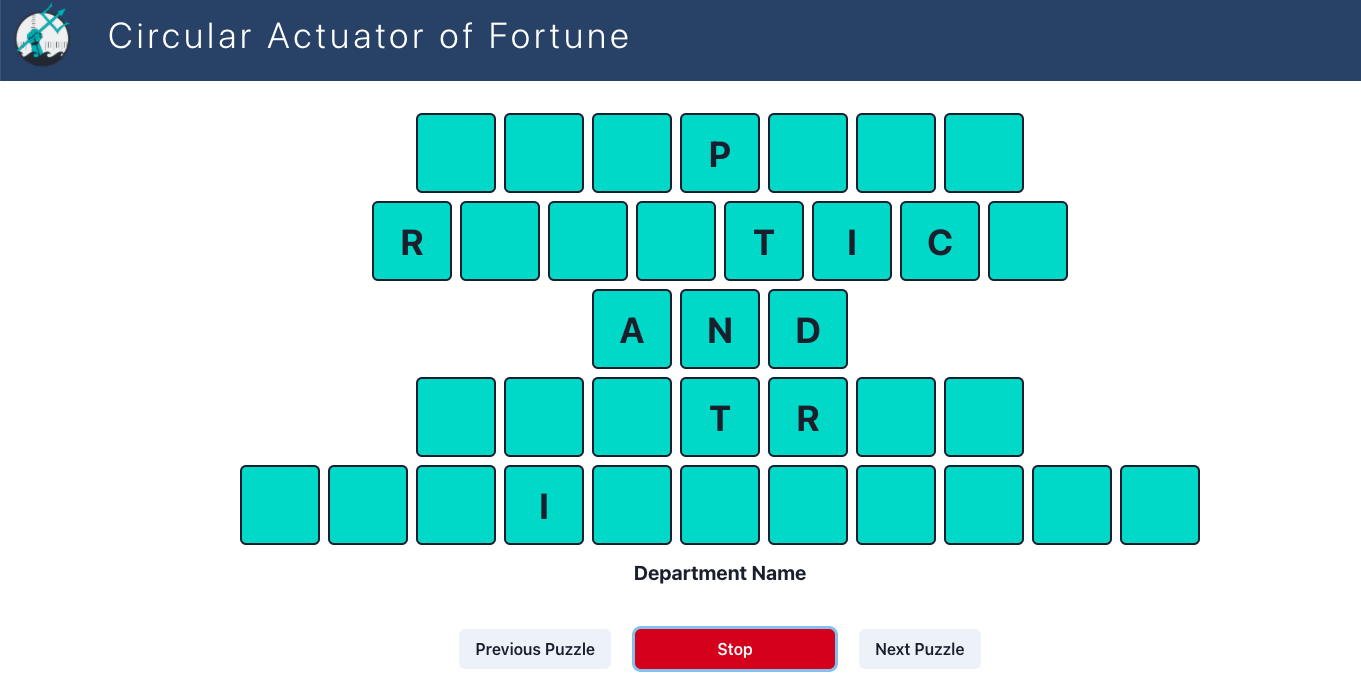 Circular Actuator of Fortune
P
R T I C
A N D
T R
I
Department Name
Previous Puzzle Stop Next Puzzle